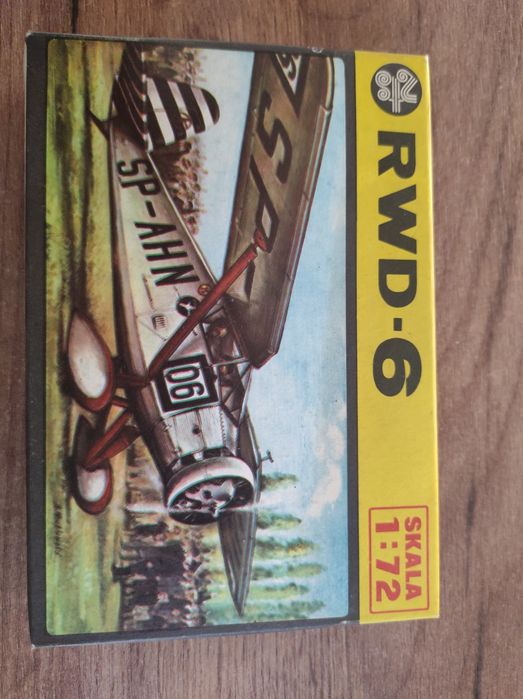 RWD-6
SKALA
1:72
SP
SP-AHN
06